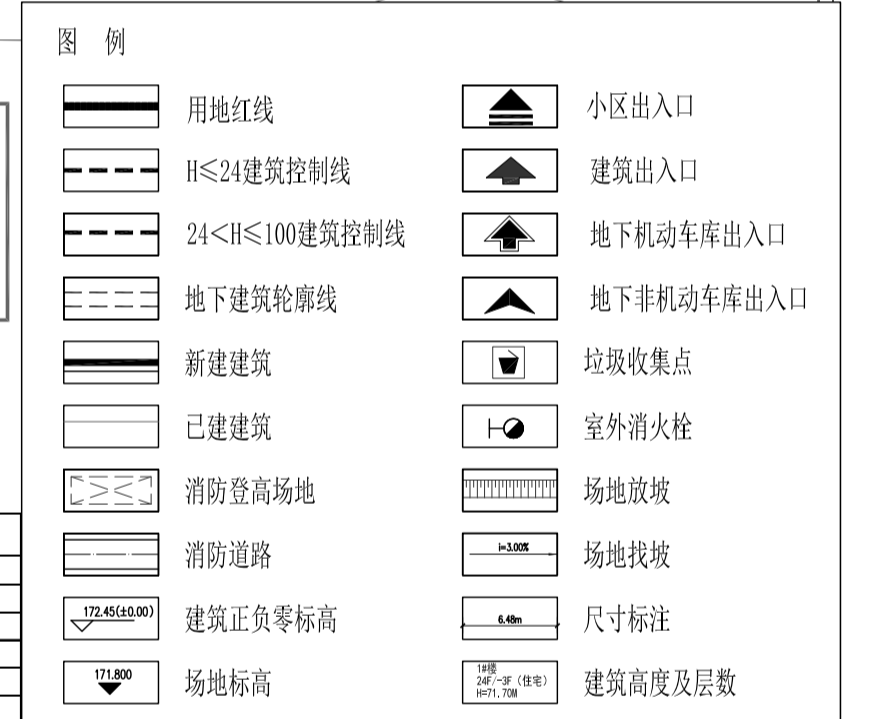 图 例
用地红线
小区出入口
H≤24建筑控制线
建筑出入口
24<H≤100建筑控制线
地下机动车库出入口
地下建筑轮廓线
地下非机动车库出入口
新建建筑
垃圾收集点
已建建筑
室外消火栓
消防登高场地
场地放坡
消防道路
i=3.00%
场地找坡
172.45(±0.00)
建筑正负零标高
6.48m
尺寸标注
171.800
场地标高
1#楼
24F/-3F (住宅)
H=71.70M
建筑高度及层数